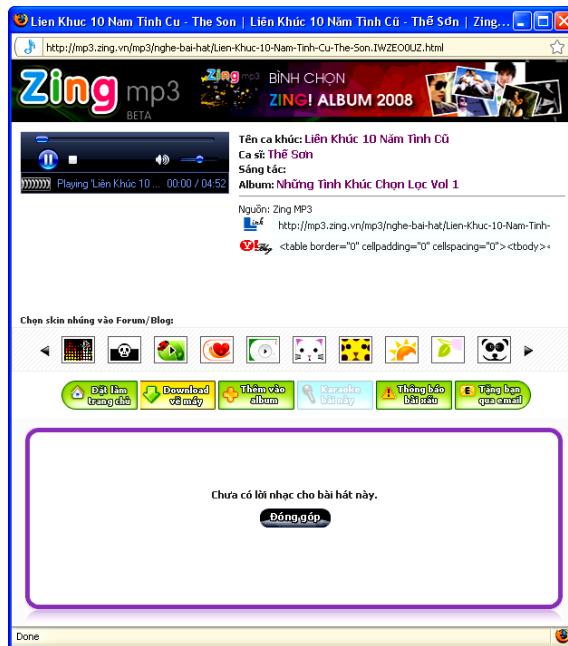 Lien Khuc 10 Nam Tinh Cu - The Son | Liên Khúc 10 Năm Tình Cũ - Thế Sơn | Zing...
http://mp3.zing.vn/mp3/nghe-bai-hat/Lien-Khuc-10-Nam-Tinh-Cu-The-Son.IWZEO0UZ.html
Zing mp3
BETA
Zing mp3
BÌNH CHỌN
ZING! ALBUM 2008
Playing 'Liên Khúc 10 ... 00:00 / 04:52
Tên ca khúc: Liên Khúc 10 Năm Tình Cũ
Ca sĩ: Thế Sơn
Sáng tác:
Album: Những Tình Khúc Chọn Lọc Vol 1
Nguồn: Zing MP3
Link http://mp3.zing.vn/mp3/nghe-bai-hat/Lien-Khuc-10-Nam-Tinh-
Y! Blog <table border="0" cellpadding="0" cellspacing="0"><tbody><
Chọn skin nhúng vào Forum/Blog:
Đặt làm trang chủ
Download về máy
Thêm vào album
Karaoke bài này
Thông báo bài xấu
Tặng bạn qua email
Chưa có lời nhạc cho bài hát này.
Đóng góp
Done